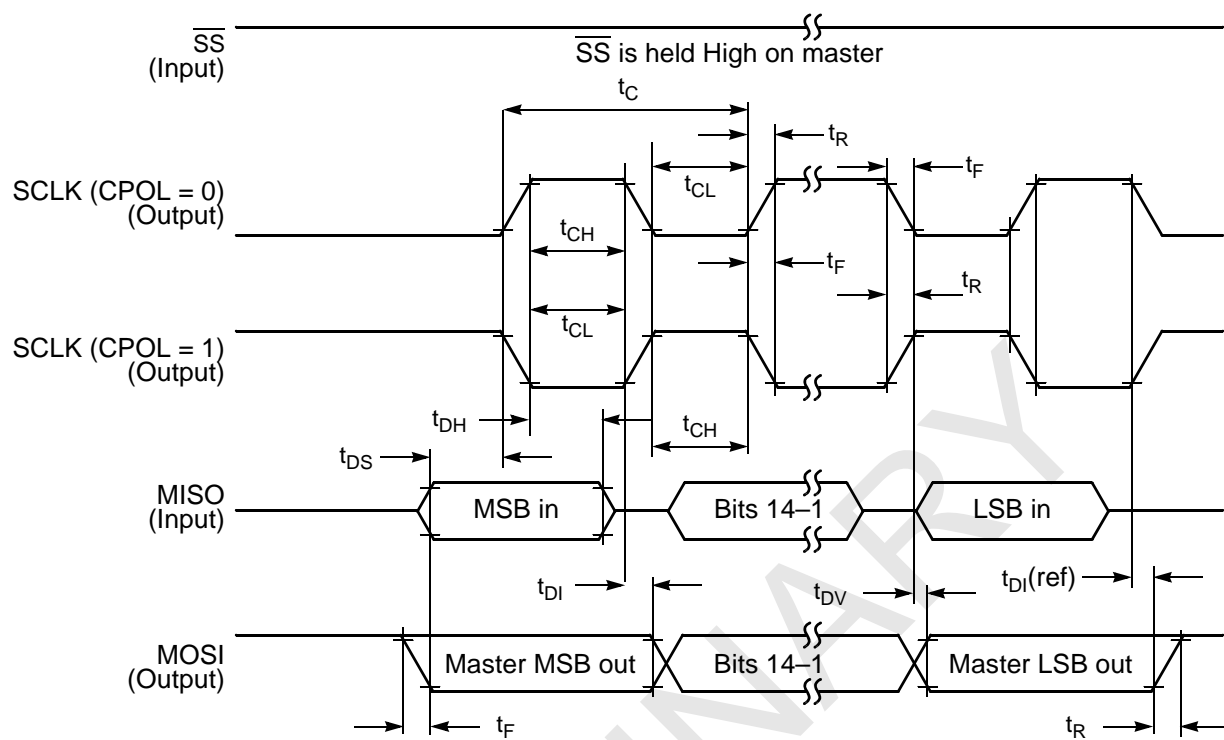 SS
(Input)
SS is held High on master
tC
tR
tF
SCLK (CPOL = 0)
(Output)
tCL
tCH
tF
tR
tCL
SCLK (CPOL = 1)
(Output)
tDH
tCH
tDS
MISO
(Input)
MSB in
Bits 14–1
LSB in
tDI
tDV
tDI(ref)
MOSI
(Output)
Master MSB out
Bits 14–1
Master LSB out
tF
tR
INARY